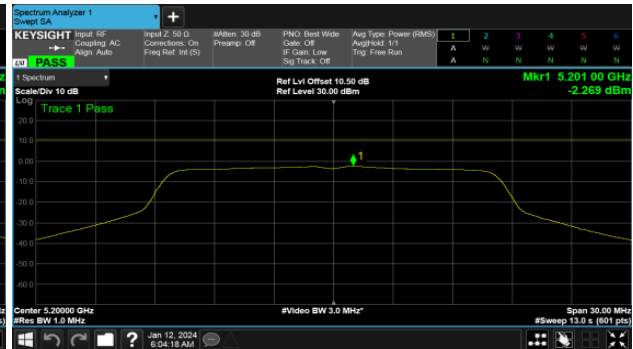 Spectrum Analyzer 1
Swept SA
+
KEYSIGHT Input: RF Input Z: 50 Ω #Atten: 30 dB PNO: Best Wide Avg Type: Power (RMS) 1 2 3 4 5 6
Coupling: AC Corrections: On Preamp: Off Gate: Off Avg|Hold: 1/1 A W W W W W
Align: Auto Freq Ref: Int (S) IF Gain: Low Trig: Free Run
Sig Track: Off A N N N N N
LXI PASS
1 Spectrum Ref Lvl Offset 10.50 dB Mkr1 5.201 00 GHz
Scale/Div 10 dB Ref Level 30.00 dBm -2.269 dBm
Log
Trace 1 Pass
20.0
10.0
0.00
1
-10.0
-20.0
-30.0
-40.0
-50.0
-60.0
Center 5.20000 GHz #Video BW 3.0 MHz* Span 30.00 MHz
#Res BW 1.0 MHz #Sweep 13.0 s (601 pts)
? Jan 12, 2024
6:04:18 AM